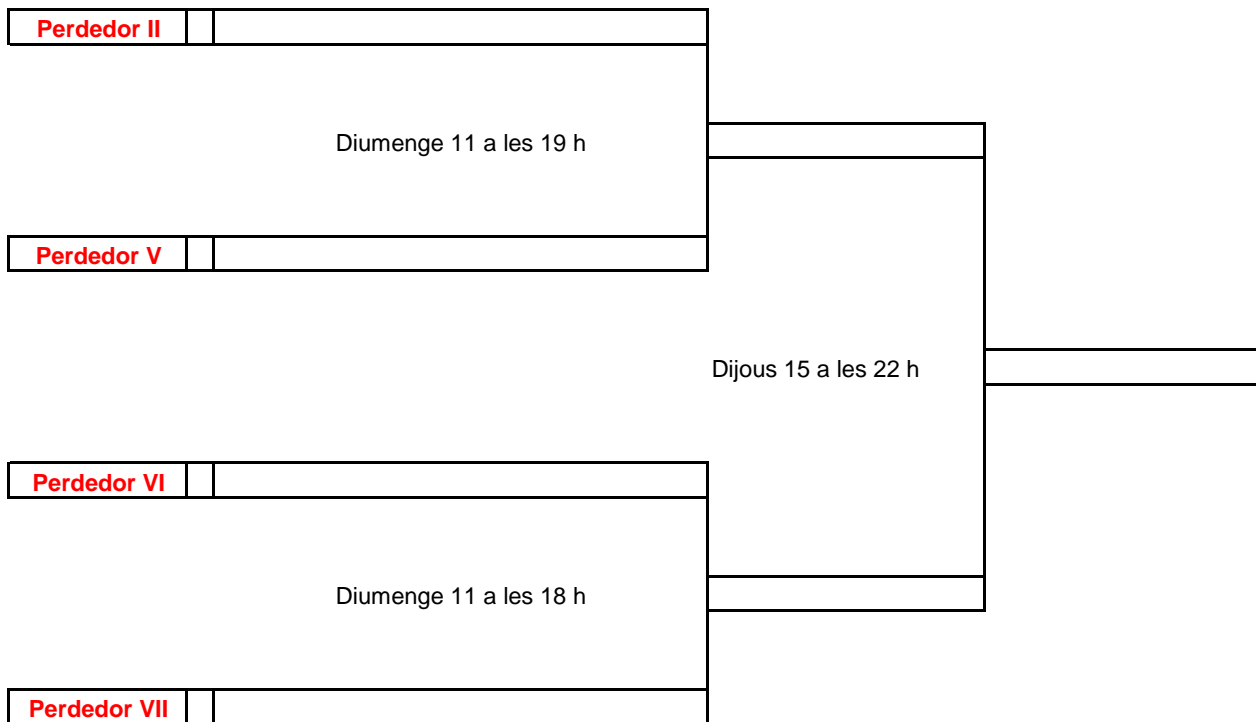 Perdedor II
Diumenge 11 a les 19 h
Perdedor V
Dijous 15 a les 22 h
Perdedor VI
Diumenge 11 a les 18 h
Perdedor VII